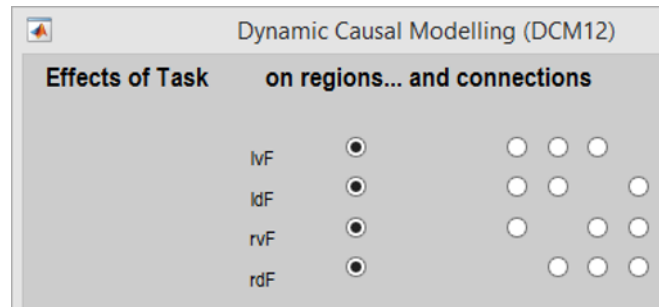 Dynamic Causal Modelling (DCM12)
Effects of Task on regions... and connections
lvF
ldF
rvF
rdF